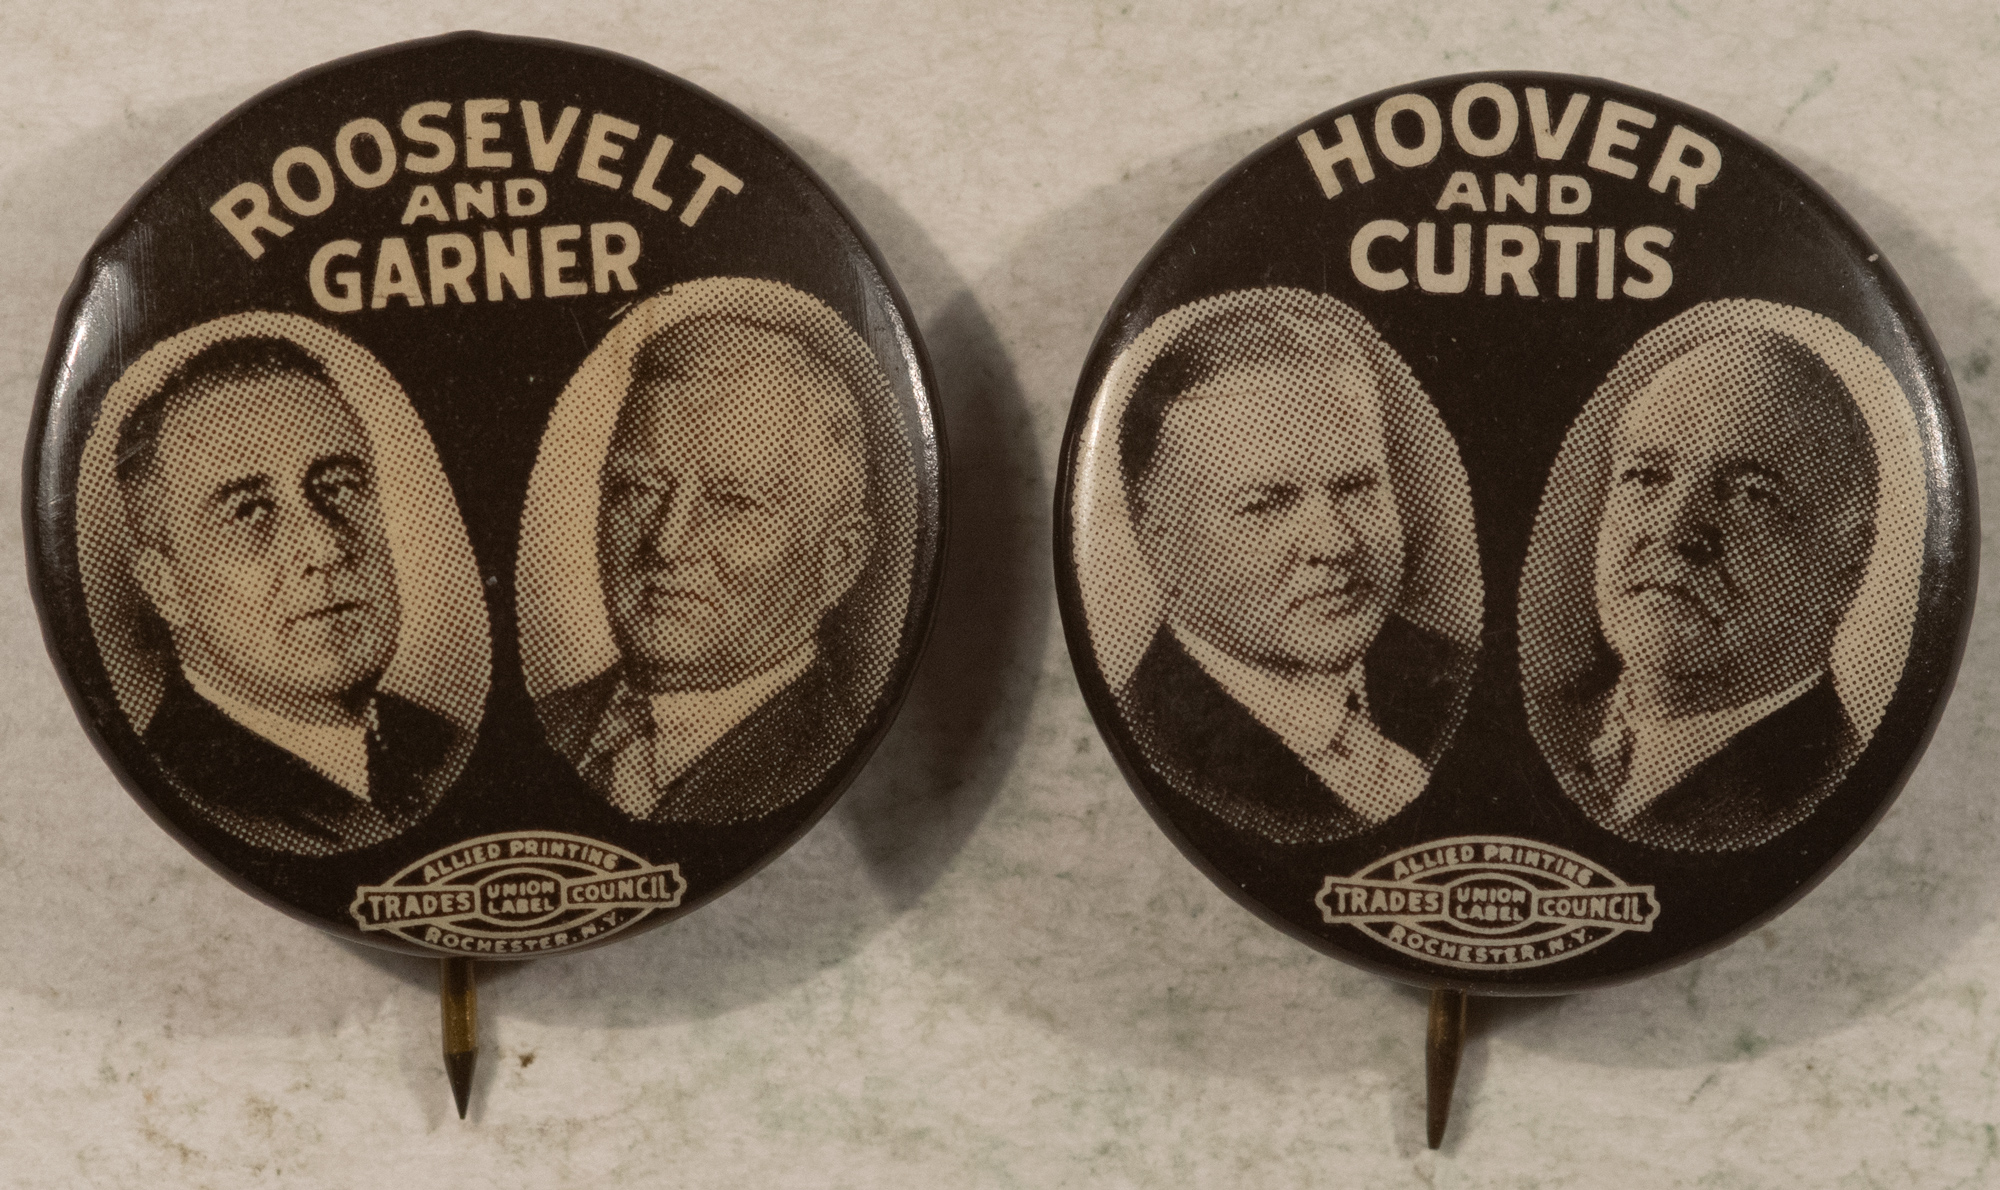 ROOSEVELT
AND
GARNER
ALLIED PRINTING
TRADES UNION LABEL COUNCIL
ROCHESTER, N.Y.
HOOVER
AND
CURTIS
ALLIED PRINTING
TRADES UNION LABEL COUNCIL
ROCHESTER, N.Y.